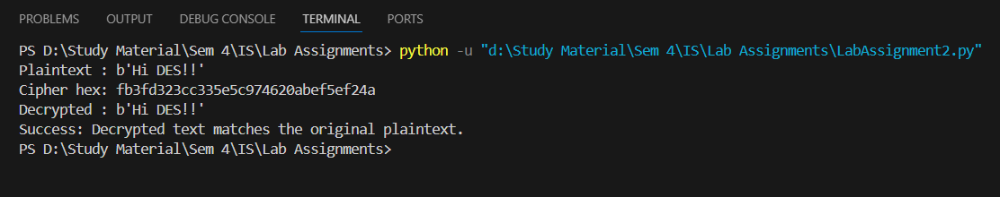 PROBLEMS OUTPUT DEBUG CONSOLE TERMINAL PORTS
PS D:\Study Material\Sem 4\IS\Lab Assignments> python -u "d:\Study Material\Sem 4\IS\Lab Assignments\LabAssignment2.py"
Plaintext : b'Hi DES!!'
Cipher hex: fb3fd323cc335e5c974620abef5ef24a
Decrypted : b'Hi DES!!'
Success: Decrypted text matches the original plaintext.
PS D:\Study Material\Sem 4\IS\Lab Assignments>